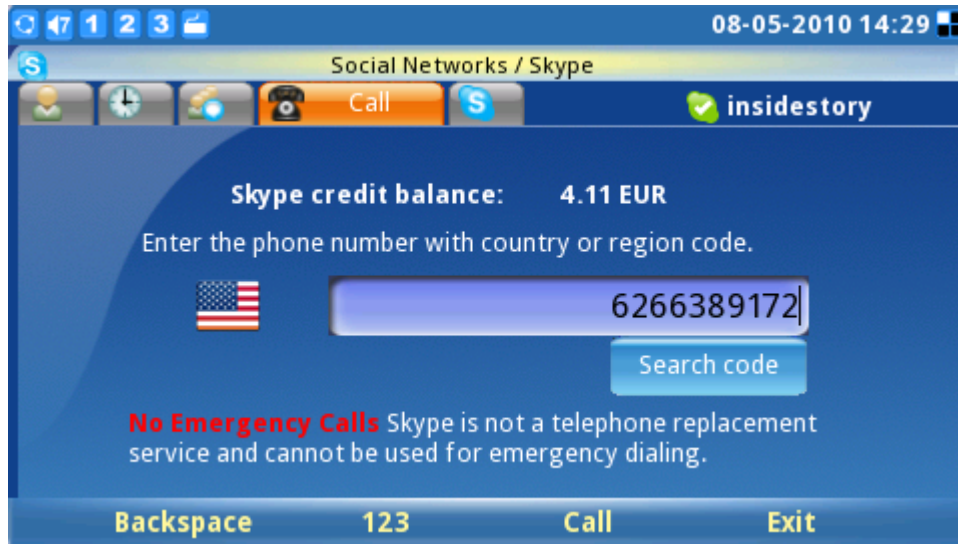 7 1 2 3 08-05-2010 14:29
S Social Networks / Skype
Call S insidestory
Skype credit balance: 4.11 EUR
Enter the phone number with country or region code.
6266389172
Search code
No Emergency Calls Skype is not a telephone replacement
service and cannot be used for emergency dialing.
Backspace 123 Call Exit